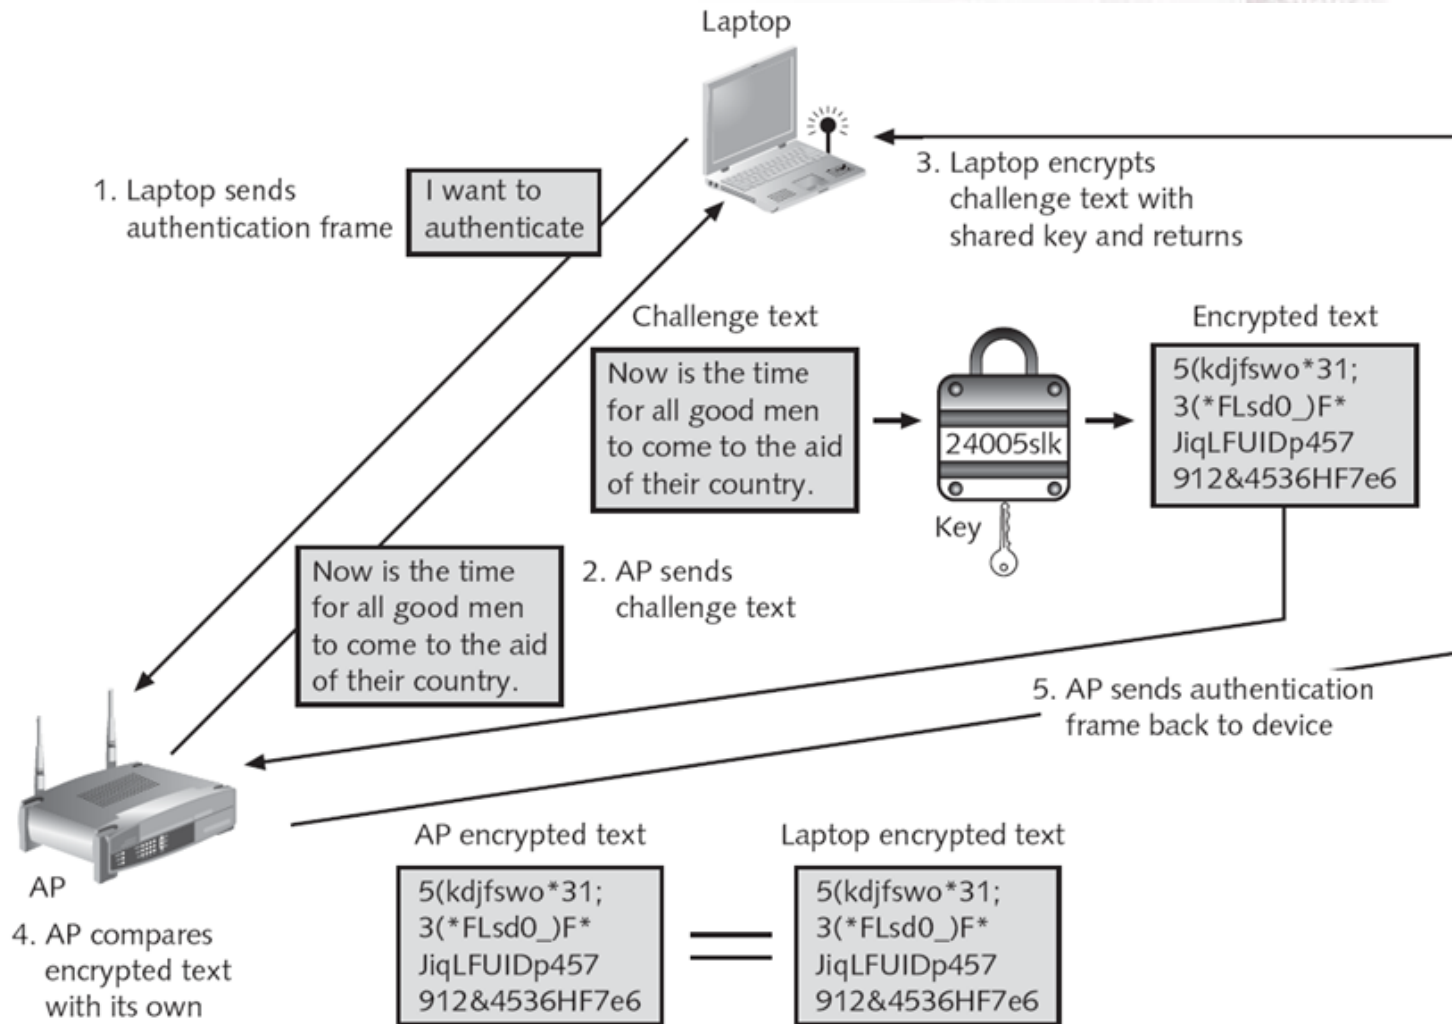 Laptop
1. Laptop sends
authentication frame
I want to
authenticate
3. Laptop encrypts
challenge text with
shared key and returns
Challenge text
Now is the time
for all good men
to come to the aid
of their country.
24005slk
Key
Encrypted text
5(kdjfswo*31;
3(*FLsd0_)F*
JiqLFUIDp457
912&4536HF7e6
Now is the time
for all good men
to come to the aid
of their country.
2. AP sends
challenge text
5. AP sends authentication
frame back to device
AP
4. AP compares
encrypted text
with its own
AP encrypted text
5(kdjfswo*31;
3(*FLsd0_)F*
JiqLFUIDp457
912&4536HF7e6
Laptop encrypted text
5(kdjfswo*31;
3(*FLsd0_)F*
JiqLFUIDp457
912&4536HF7e6